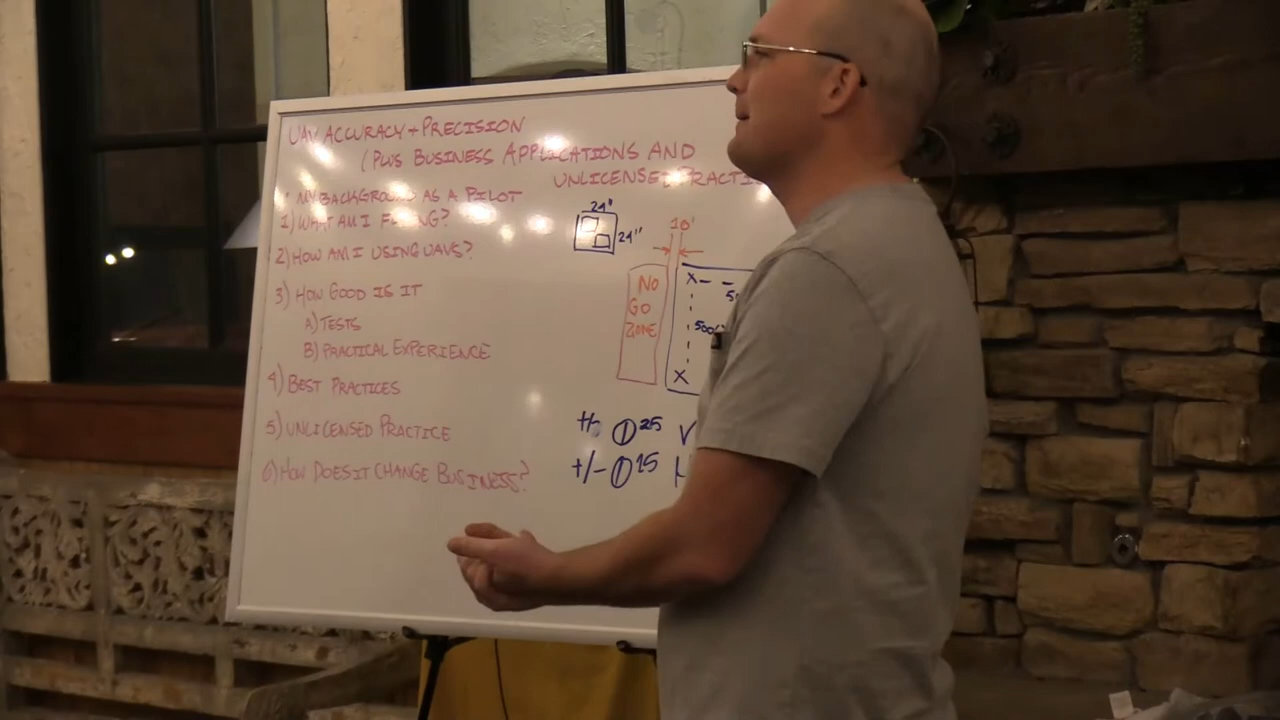 UAV ACCURACY + PRECISION
(PLUS BUSINESS APPLICATIONS AND
UNLICENSED
* MY BACKGROUND AS A PILOT
1) WHAT AM I FLYING?
2) HOW AM I USING UAVS?
3) HOW GOOD IS IT
A) TESTS
B) PRACTICAL EXPERIENCE
4) BEST PRACTICES
5) UNLICENSED PRACTICE
6) HOW DOES IT CHANGE BUSINESS?
24"
24"
10'
NO
GO
ZONE
X
500'
X
+/- 0.25 V
+/- 0.15 H